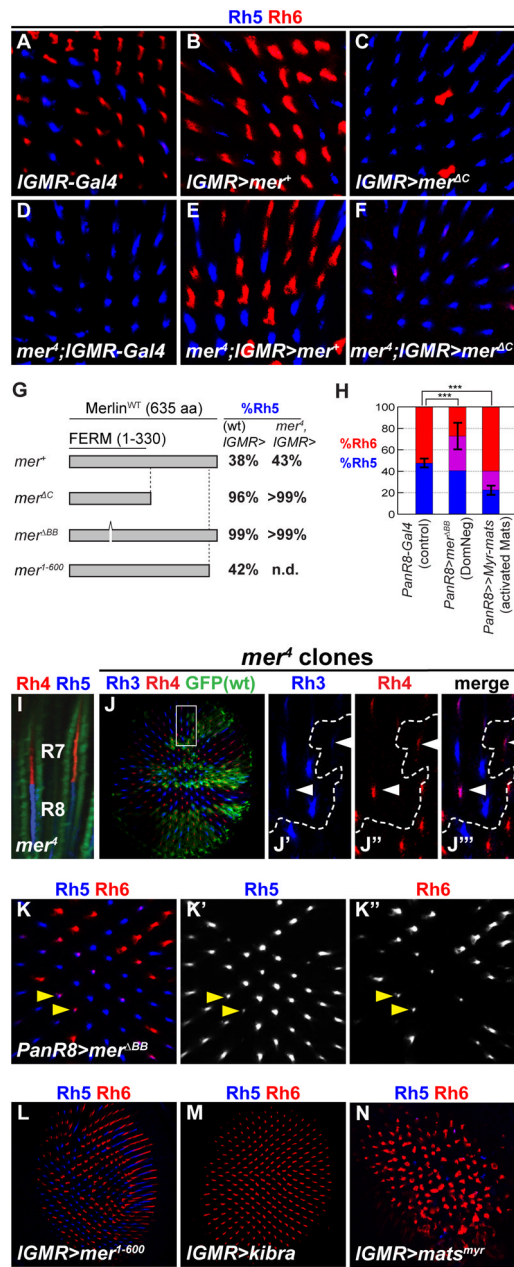 Rh5 Rh6
A B C
lGMR-Gal4 lGMR>mer⁺ lGMR>merΔC
D E F
mer⁴;lGMR-Gal4 mer⁴;lGMR>mer⁺ mer⁴;lGMR>merΔC
G
Merlinᵂᵀ (635 aa)
FERM (1-330)
%Rh5
(wt) mer⁴,
lGMR> lGMR>
mer⁺ 38% 43%
merΔC 96% >99%
merΔBB 99% >99%
mer¹⁻⁶⁰⁰ 42% n.d.
H
***
***
100
80
60
40
20
0
%Rh6
%Rh5
PanR8-Gal4
(control)
PanR8>merΔBB
(DomNeg)
PanR8>>Myr-mats
(activated Mats)
mer⁴ clones
Rh4 Rh5 Rh3 Rh4 GFP(wt) Rh3 Rh4 merge
I J
R7
R8
mer⁴ J' J" J'''
Rh5 Rh6 Rh5 Rh6
K K' K"
PanR8>merΔBB
Rh5 Rh6 Rh5 Rh6 Rh5 Rh6
L M N
lGMR>mer¹⁻⁶⁰⁰ lGMR>kibra lGMR>matsᵐʸʳ